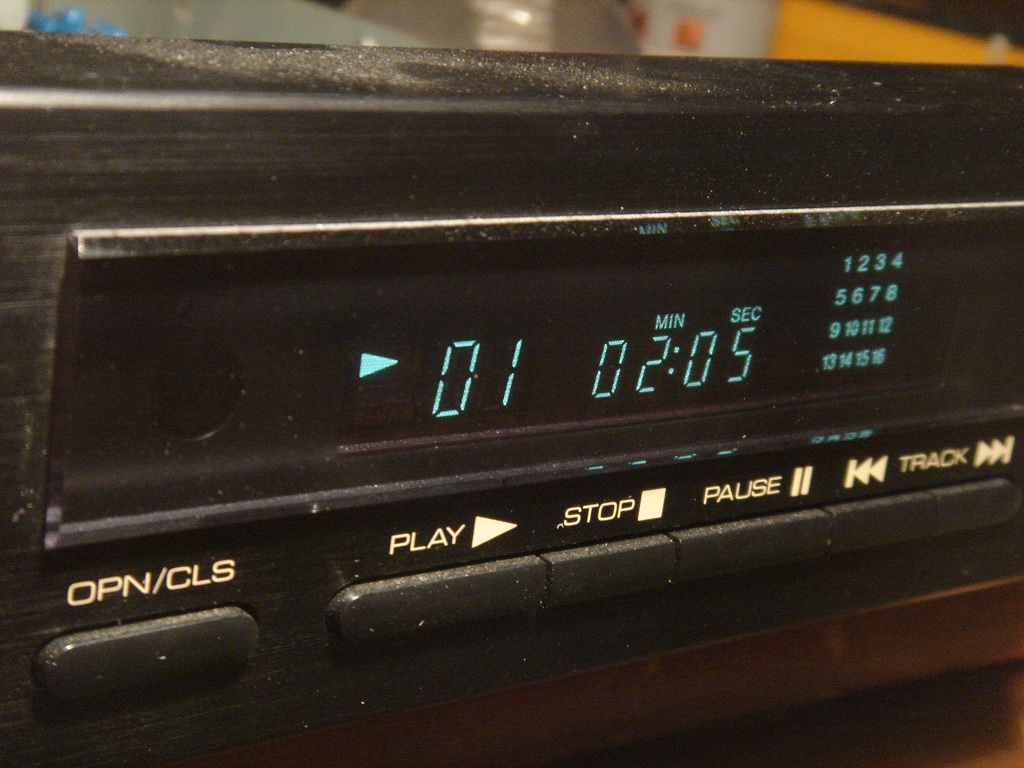 1 2 3 4
5 6 7 8
9 10 11 12
13 14 15 16
MIN SEC
01 02:05
OPN/CLS PLAY STOP PAUSE TRACK